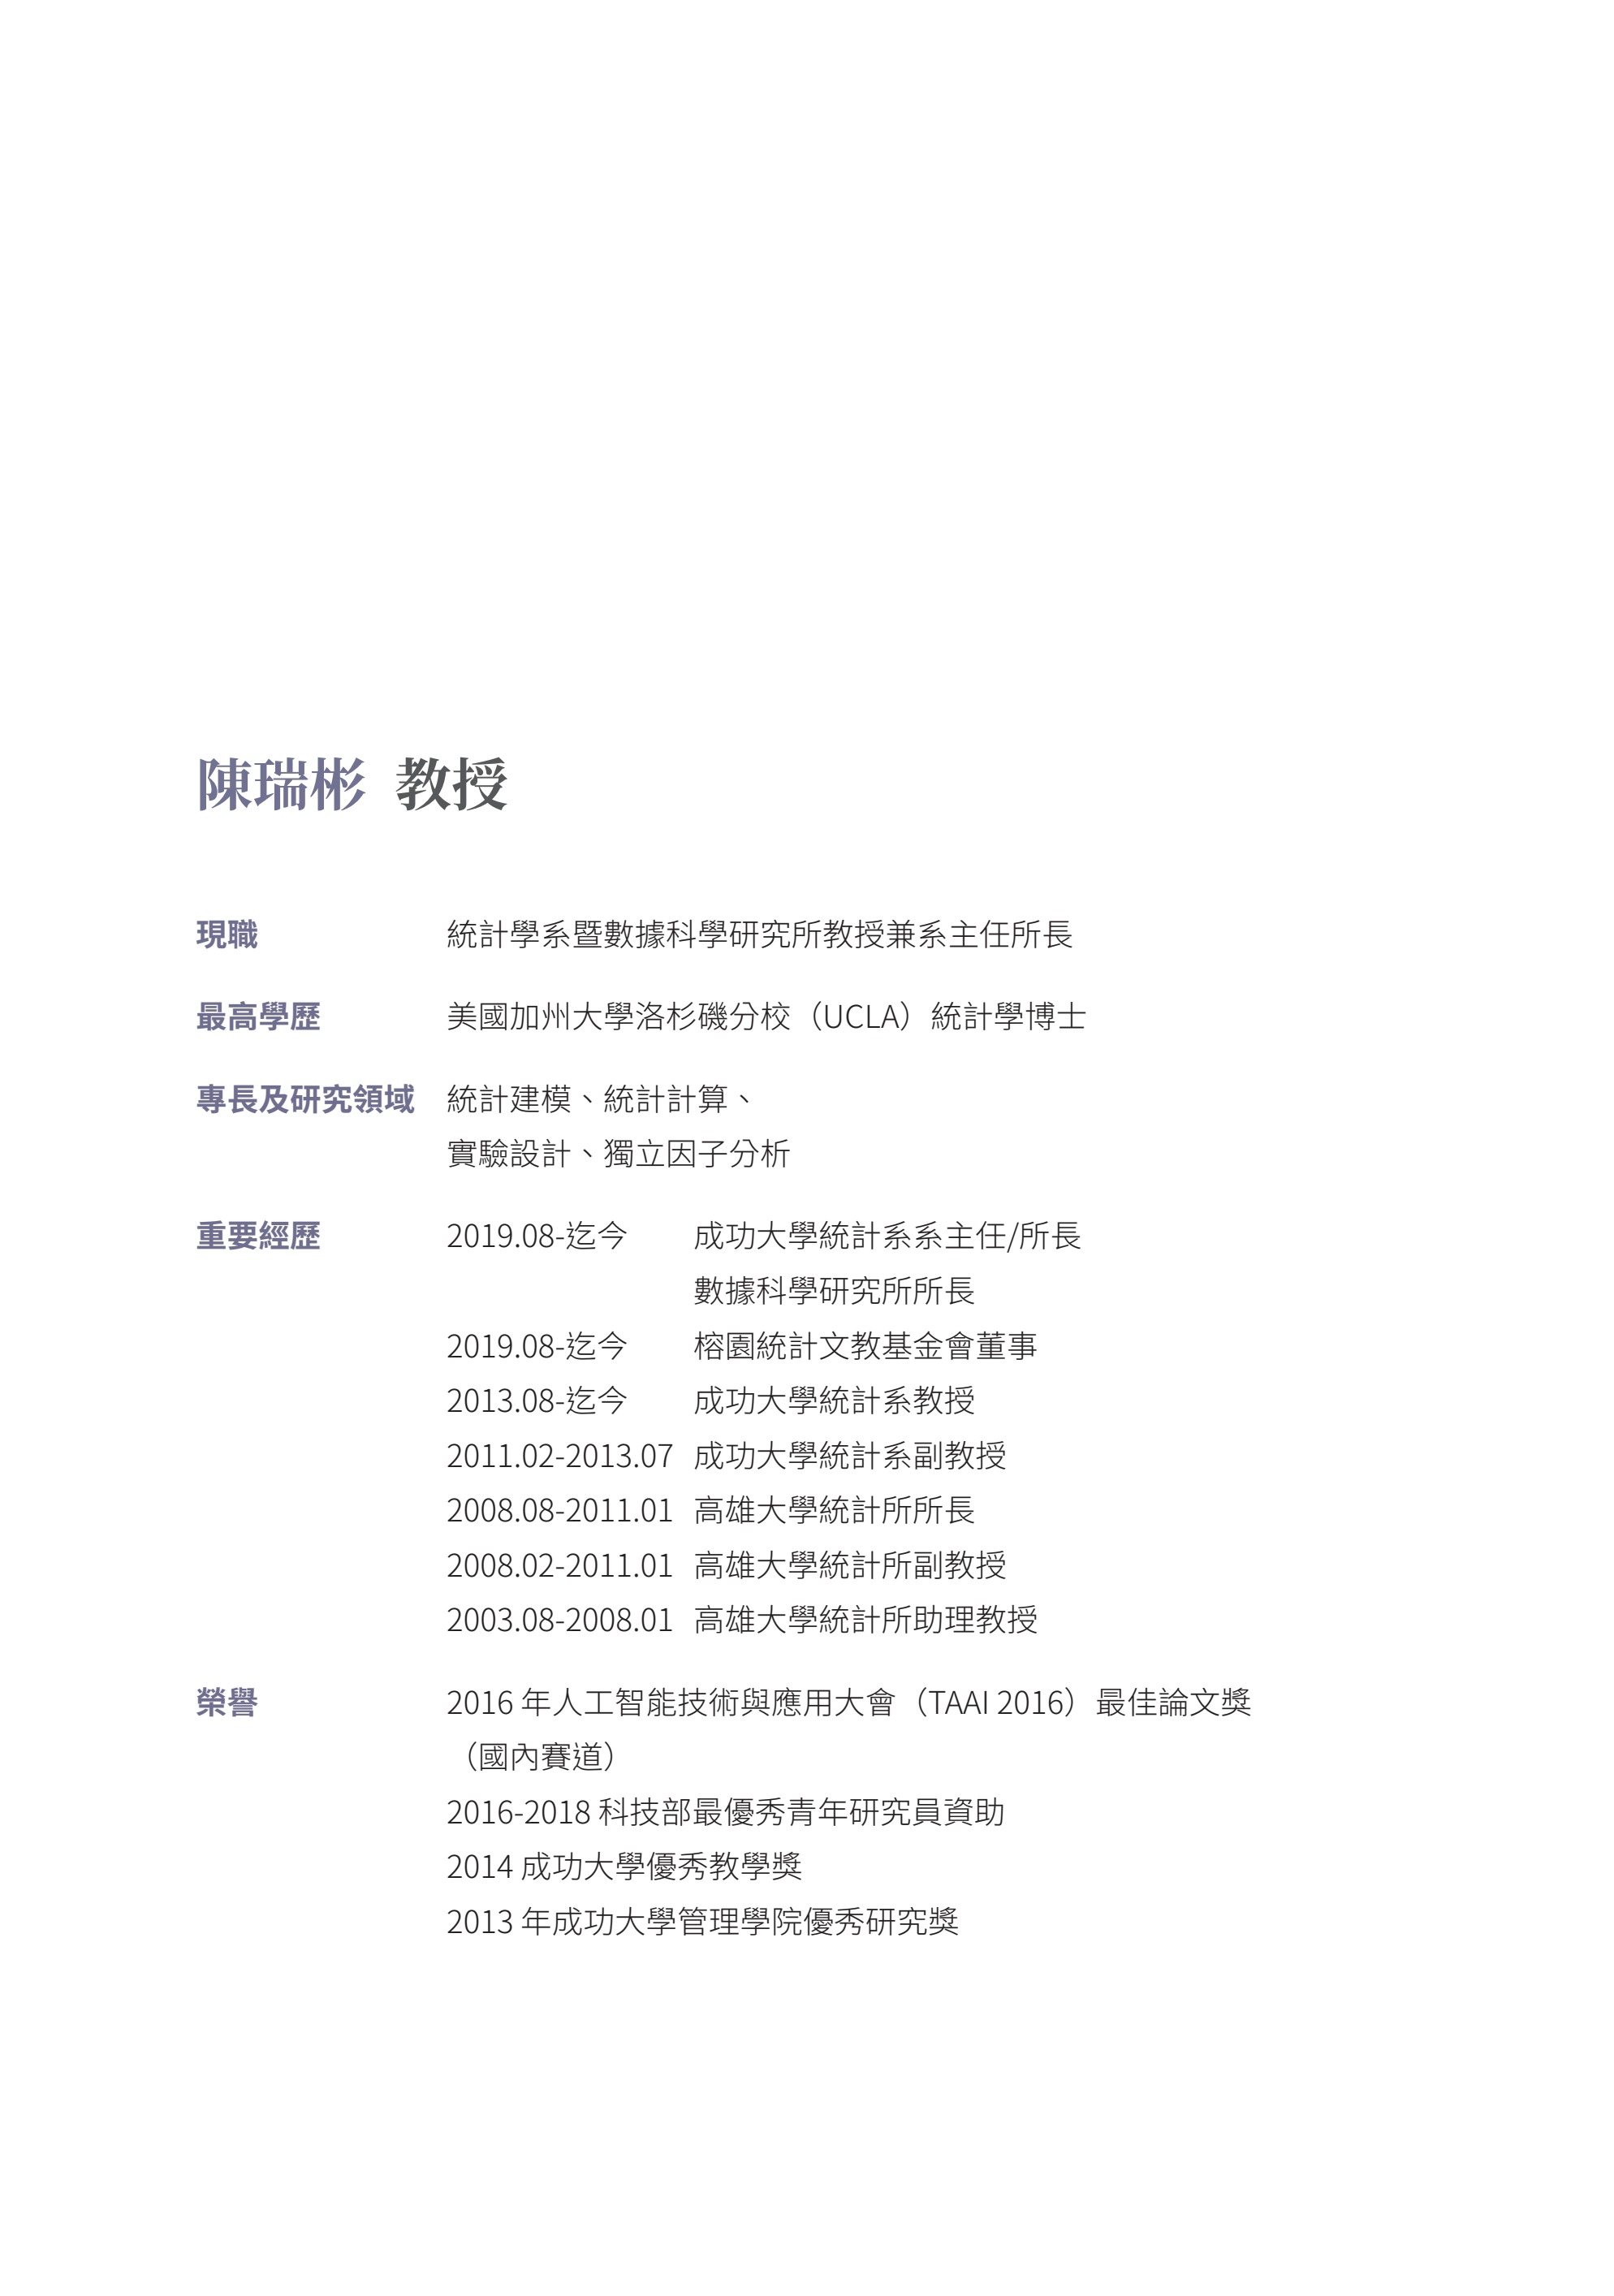 陳瑞彬 教授
現職 統計學系暨數據科學研究所教授兼系主任所長
最高學歷 美國加州大學洛杉磯分校（UCLA）統計學博士
專長及研究領域 統計建模、統計計算、
實驗設計、獨立因子分析
重要經歷 2019.08-迄今 成功大學統計系系主任/所長
數據科學研究所所長
2019.08-迄今 榕園統計文教基金會董事
2013.08-迄今 成功大學統計系教授
2011.02-2013.07 成功大學統計系副教授
2008.08-2011.01 高雄大學統計所所長
2008.02-2011.01 高雄大學統計所副教授
2003.08-2008.01 高雄大學統計所助理教授
榮譽 2016 年人工智能技術與應用大會（TAAI 2016）最佳論文獎
（國內賽道）
2016-2018 科技部最優秀青年研究員資助
2014 成功大學優秀教學獎
2013 年成功大學管理學院優秀研究獎